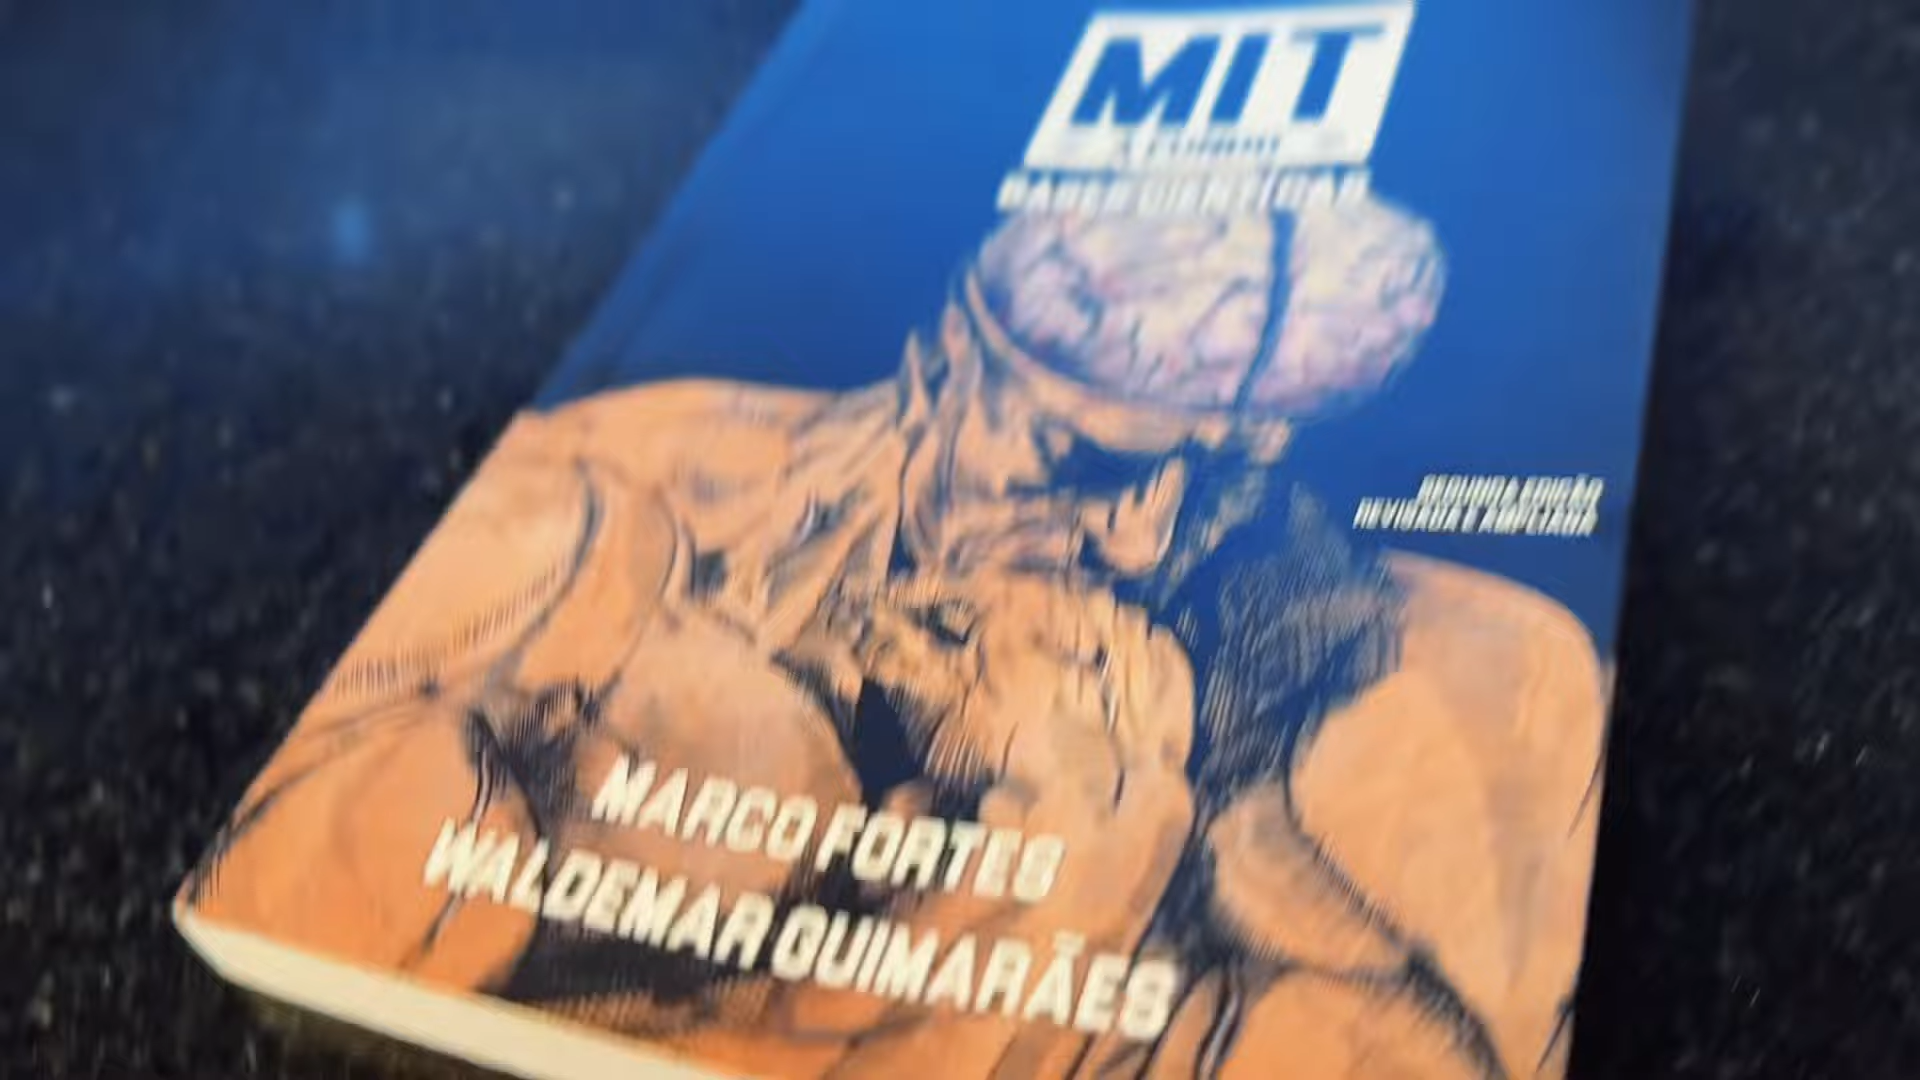 MIT
MARCO FORTES
WALDEMAR GUIMARÃES
SEGUNDA EDIÇÃO
REVISADA E AMPLIADA